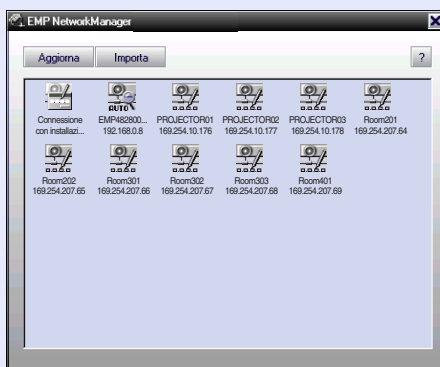 EMP NetworkManager
Aggiorna Importa ?
Connessione EMP482800... PROJECTOR01 PROJECTOR02 PROJECTOR03 Room201
con installazi... 192.168.0.8 169.254.10.176 169.254.10.177 169.254.10.178 169.254.207.64
AUTO
Room202 Room301 Room302 Room303 Room401
169.254.207.65 169.254.207.66 169.254.207.67 169.254.207.68 169.254.207.69